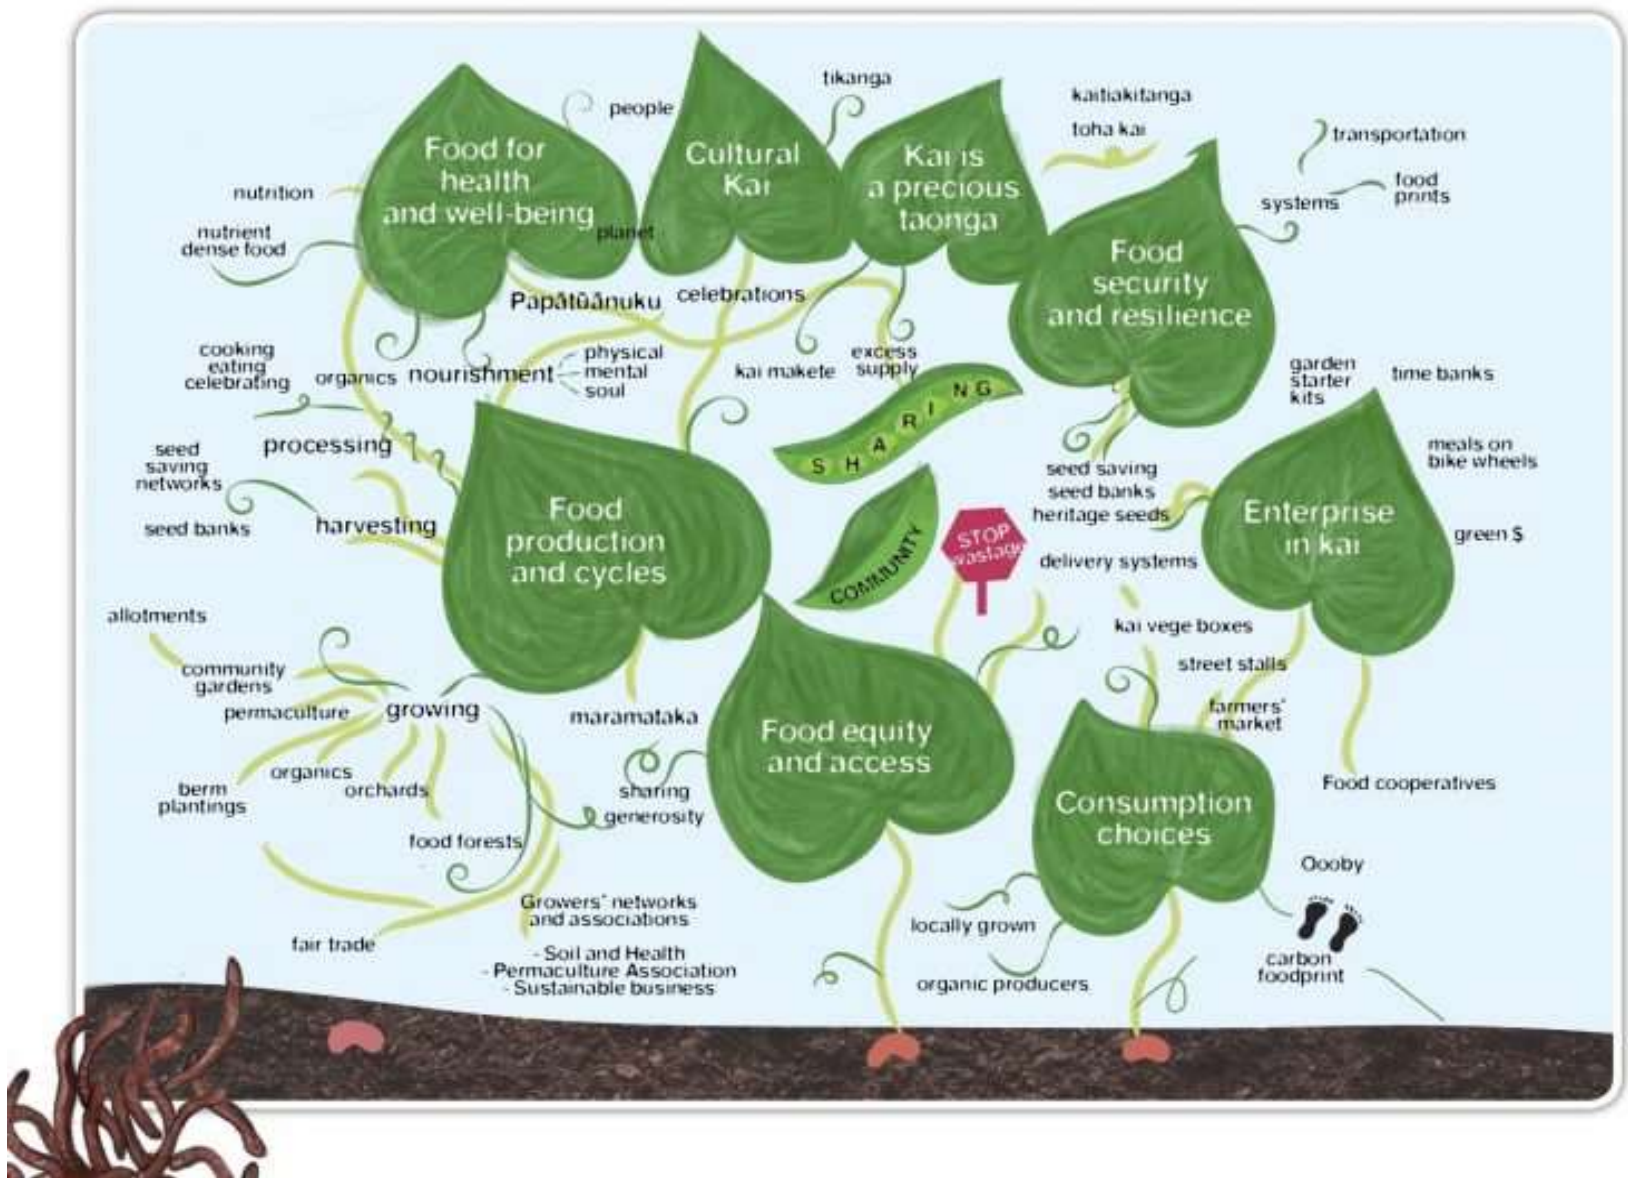 Food for
health
and well-being
people
nutrition
nutrient
dense food
planet
Papātūānuku
organics
nourishment
physical
mental
soul
Cultural
Kai
tikanga
celebrations
Kai is
a precious
taonga
kaitiakitanga
toha kai
kai makete
excess
supply
Food
security
and resilience
transportation
systems
food
prints
seed saving
seed banks
heritage seeds
SHARING
COMMUNITY
STOP
wastage
cooking
eating
celebrating
processing
seed
saving
networks
seed banks
harvesting
Food
production
and cycles
allotments
community
gardens
permaculture
growing
berm
plantings
organics
orchards
food forests
fair trade
maramataka
Growers' networks
and associations
- Soil and Health
- Permaculture Association
- Sustainable business
Food equity
and access
sharing
generosity
garden
starter
kits
time banks
meals on
bike wheels
green $
Enterprise
in kai
delivery systems
kai vege boxes
street stalls
farmers'
market
Food cooperatives
Consumption
choices
locally grown
organic producers
Ooooby
carbon
foodprint